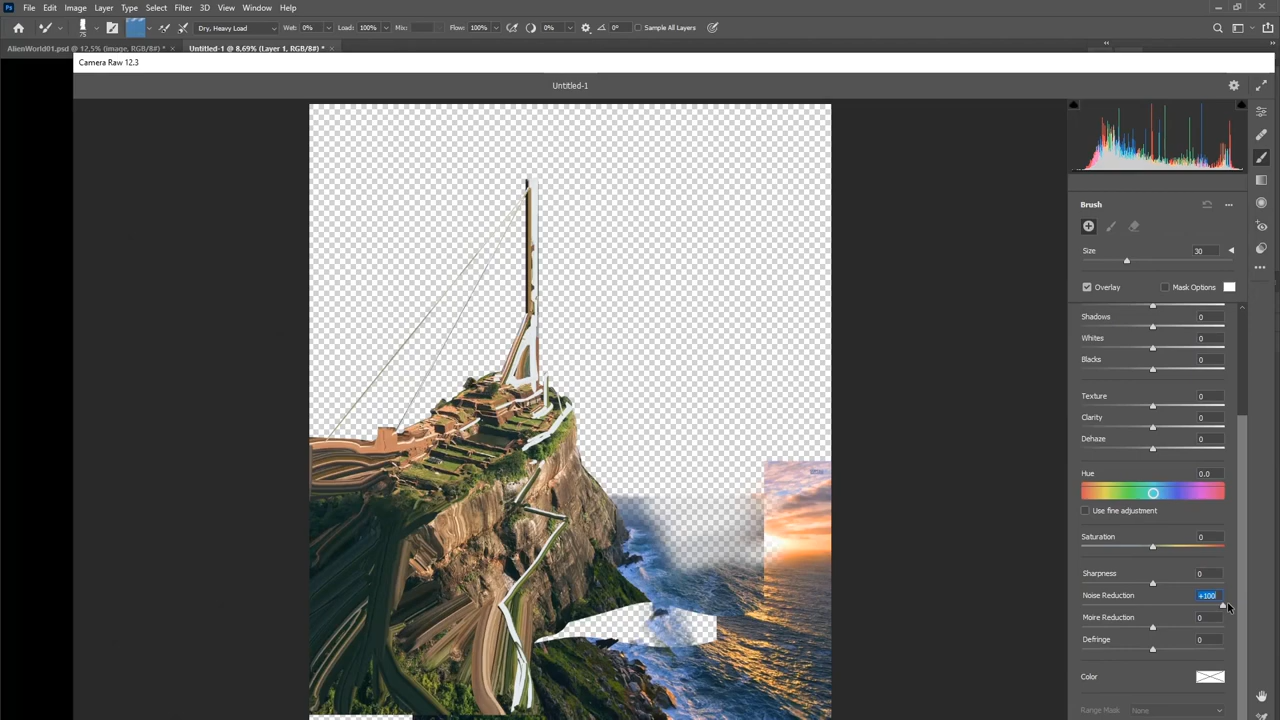 Ps File Edit Image Layer Type Select Filter 3D View Window Help
75 Dry, Heavy Load Wet: 0% Load: 100% Mix: Flow: 100% 0% 0° Sample All Layers
AlienWorld01.psd @ 12,5% (image, RGB/8#) * × Untitled-1 @ 8,69% (Layer 1, RGB/8#) * ×
Camera Raw 12.3
Untitled-1
Brush
Size 30
Overlay Mask Options
Shadows 0
Whites 0
Blacks 0
Texture 0
Clarity 0
Dehaze 0
Hue 0.0
Use fine adjustment
Saturation 0
Sharpness 0
Noise Reduction +100
Moire Reduction 0
Defringe 0
Color
Range Mask None